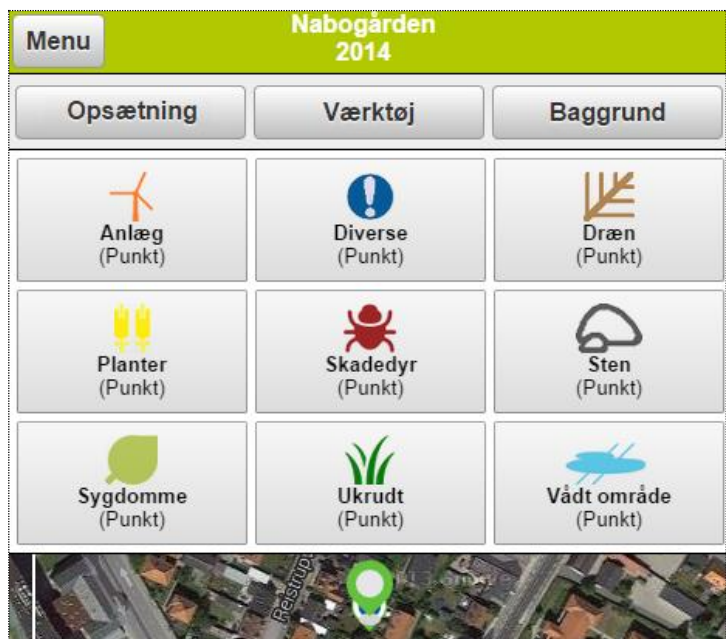 Menu
Nabogården
2014
Opsætning
Værktøj
Baggrund
Anlæg
(Punkt)
Diverse
(Punkt)
Dræn
(Punkt)
Planter
(Punkt)
Skadedyr
(Punkt)
Sten
(Punkt)
Sygdomme
(Punkt)
Ukrudt
(Punkt)
Vådt område
(Punkt)